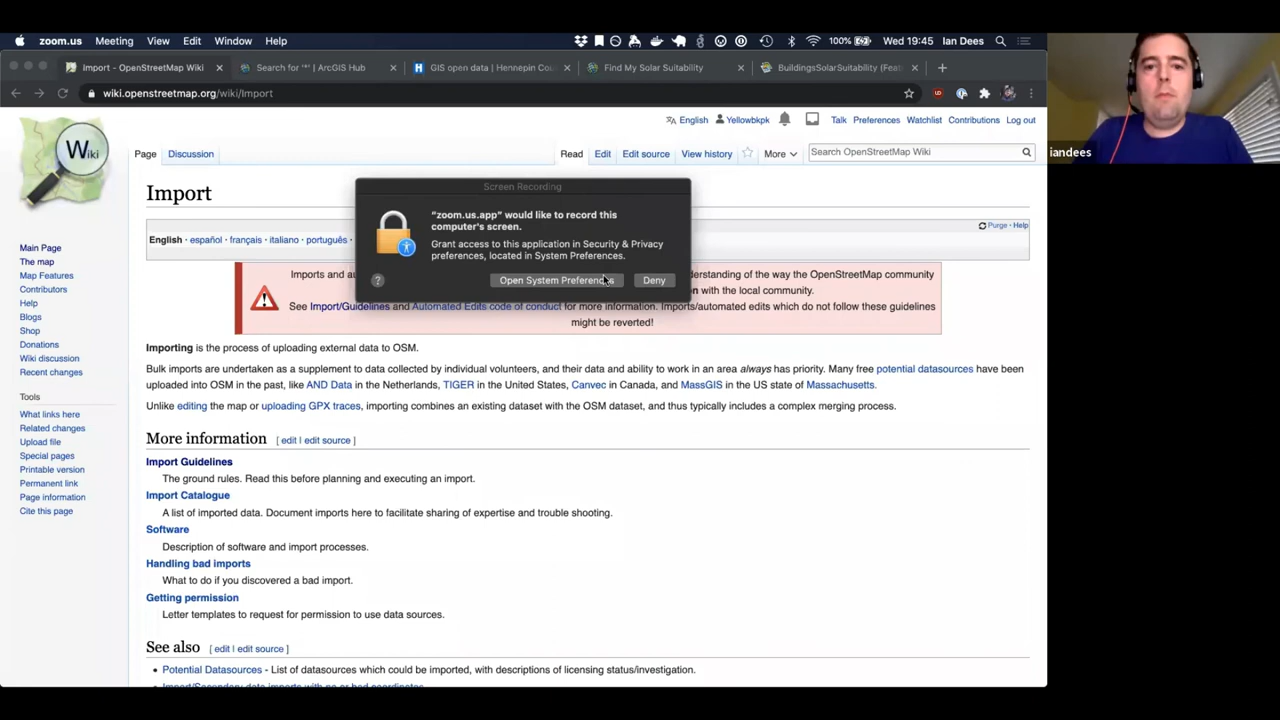 zoom.us Meeting View Edit Window Help 100% Wed 19:45 Ian Dees
Import - OpenStreetMap Wiki Search for '*' | ArcGIS Hub GIS open data | Hennepin Cou Find My Solar Suitability BuildingsSolarSuitability (Feat
wiki.openstreetmap.org/wiki/Import
iandees
Wiki
English Yellowbkpk Talk Preferences Watchlist Contributions Log out
Page Discussion Read Edit Edit source View history More Search OpenStreetMap Wiki
Import
Purge Help
English español français italiano português
Screen Recording
“zoom.us.app” would like to record this
computer's screen.
Grant access to this application in Security & Privacy
preferences, located in System Preferences.
? Open System Preferences Deny
Imports and au derstanding of the way the OpenStreetMap community
n with the local community.
See Import/Guidelines and Automated Edits code of conduct for more information. Imports/automated edits which do not follow these guidelines
might be reverted!
Importing is the process of uploading external data to OSM.
Bulk imports are undertaken as a supplement to data collected by individual volunteers, and their data and ability to work in an area always has priority. Many free potential datasources have been
uploaded into OSM in the past, like AND Data in the Netherlands, TIGER in the United States, Canvec in Canada, and MassGIS in the US state of Massachusetts.
Unlike editing the map or uploading GPX traces, importing combines an existing dataset with the OSM dataset, and thus typically includes a complex merging process.
More information [ edit | edit source ]
Import Guidelines
The ground rules. Read this before planning and executing an import.
Import Catalogue
A list of imported data. Document imports here to facilitate sharing of expertise and trouble shooting.
Software
Description of software and import processes.
Handling bad imports
What to do if you discovered a bad import.
Getting permission
Letter templates to request for permission to use data sources.
See also [ edit | edit source ]
• Potential Datasources - List of datasources which could be imported, with descriptions of licensing status/investigation.
Import/Secondary data imports with no or bad coordinates
Main Page
The map
Map Features
Contributors
Help
Blogs
Shop
Donations
Wiki discussion
Recent changes
Tools
What links here
Related changes
Upload file
Special pages
Printable version
Permanent link
Page information
Cite this page